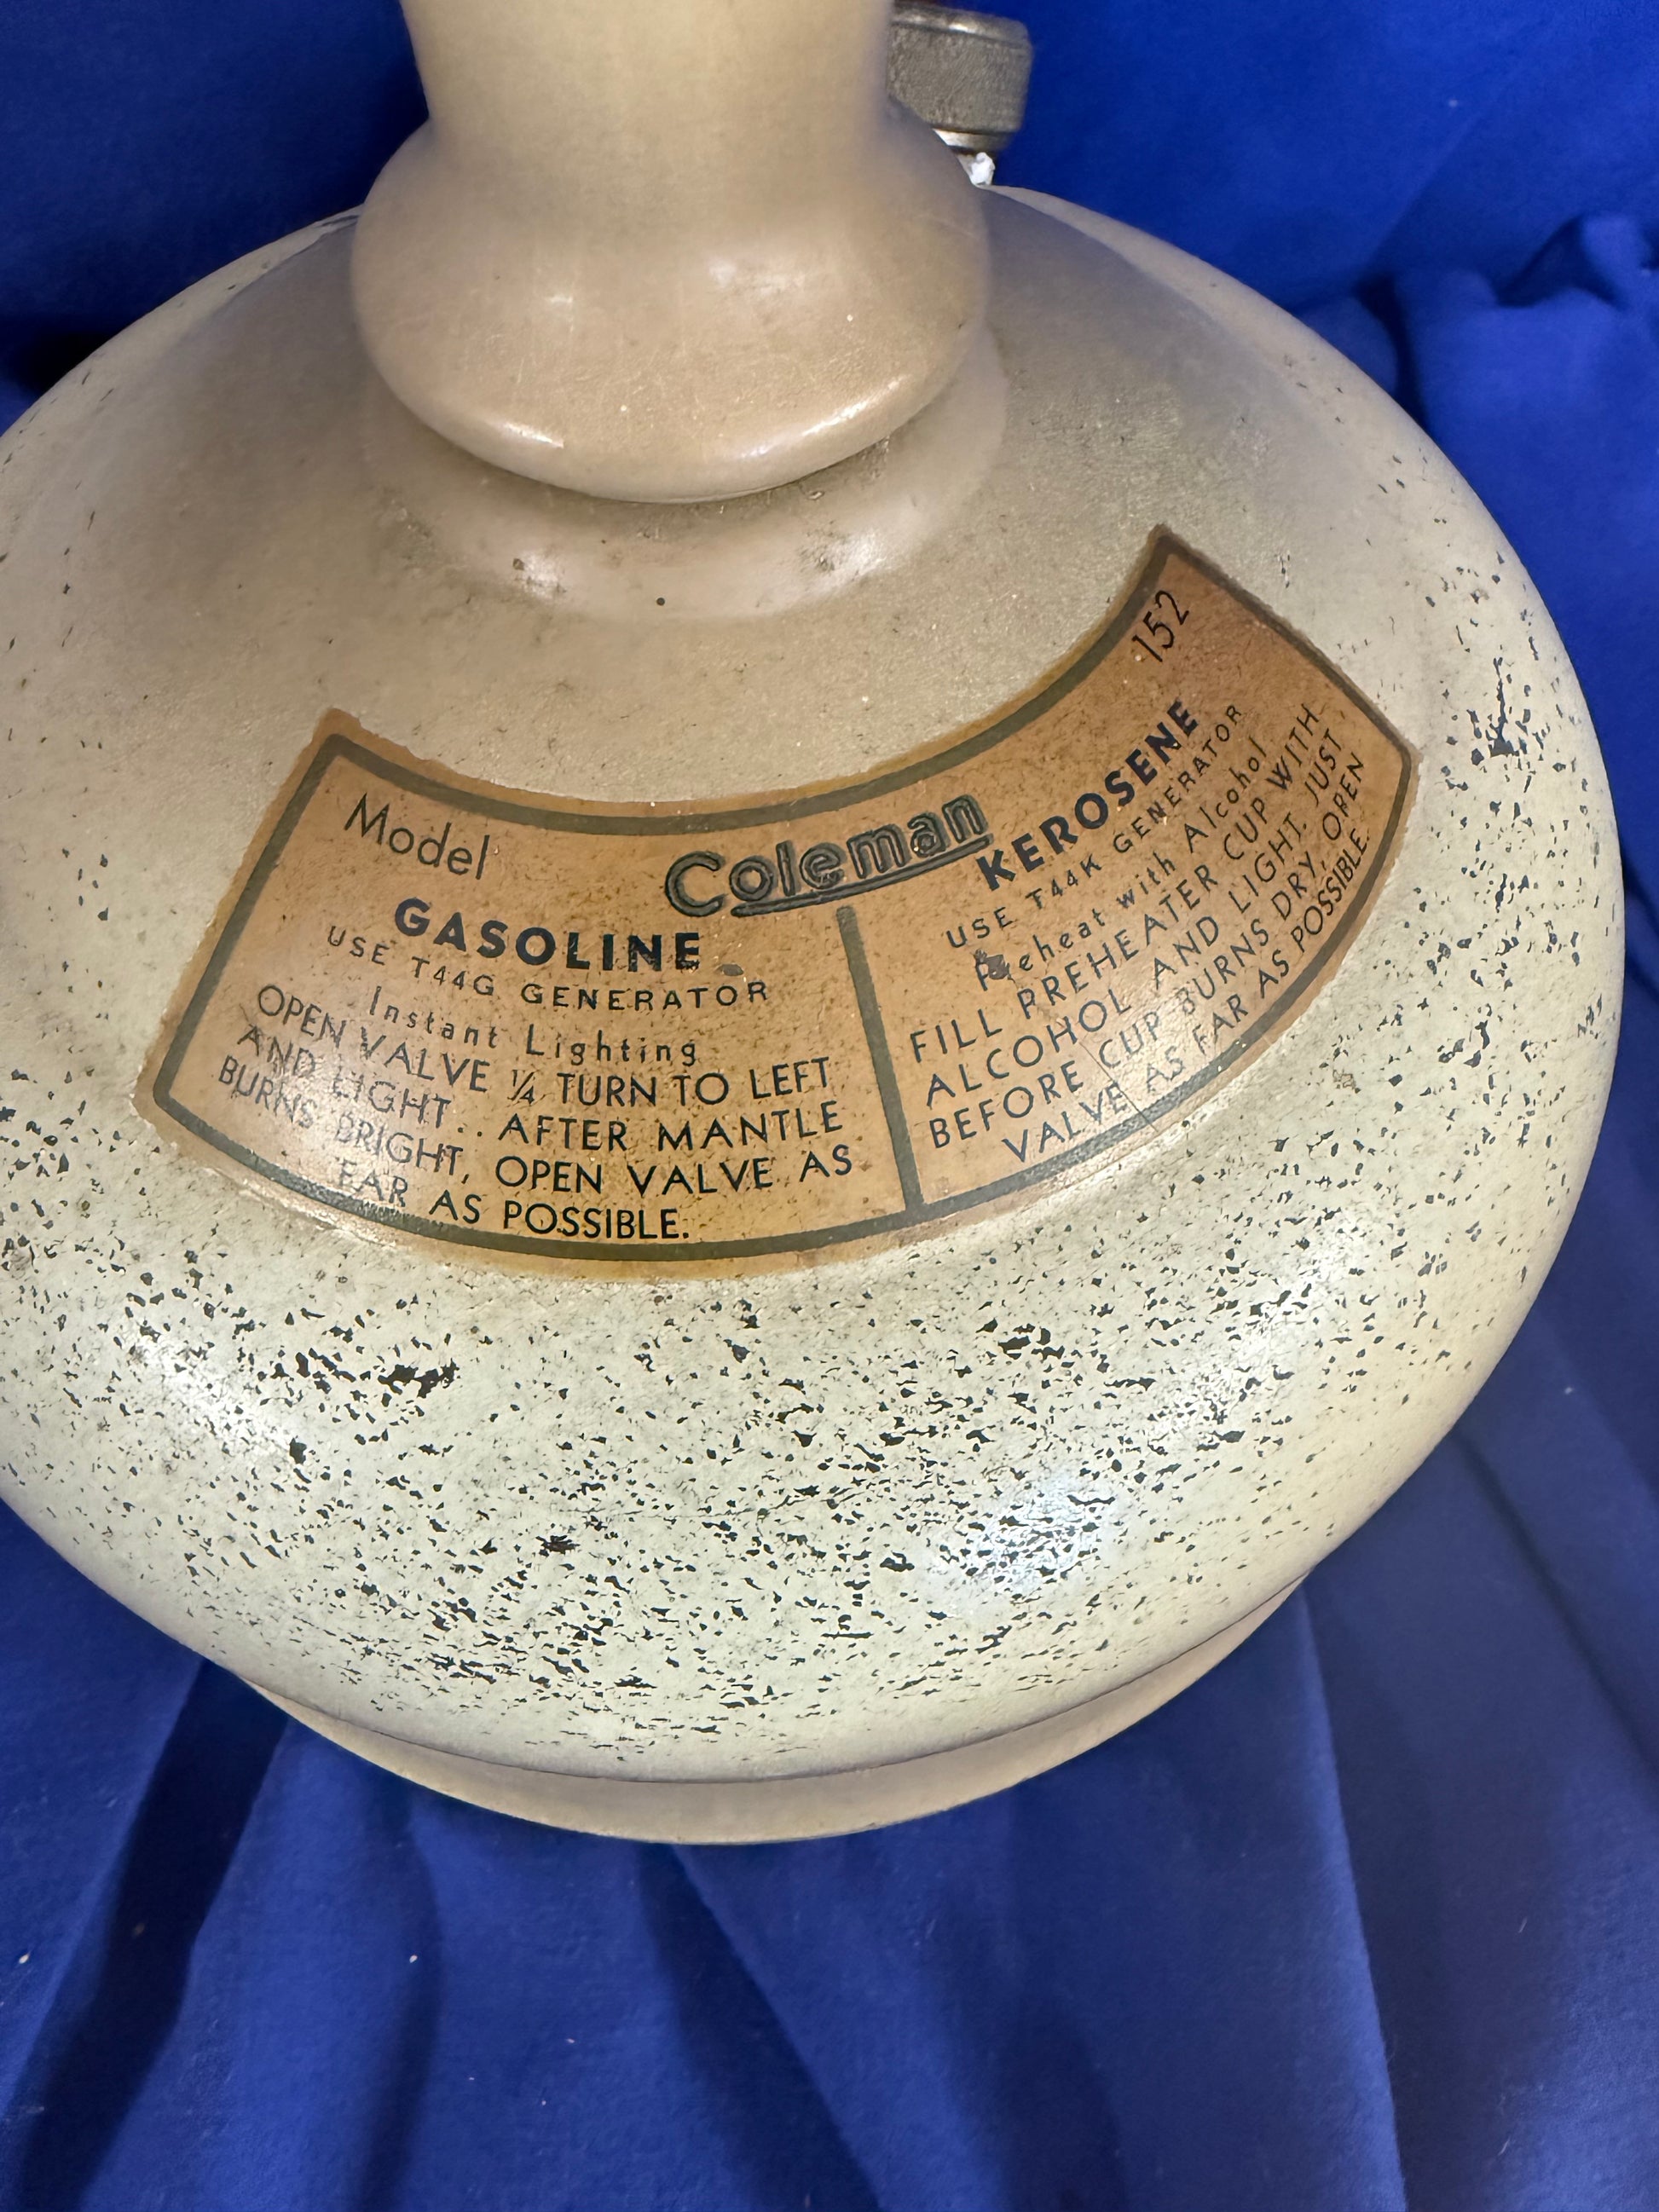 Model Coleman 152
GASOLINE
USE T44G GENERATOR
Instant Lighting
OPEN VALVE ¼ TURN TO LEFT
AND LIGHT.. AFTER MANTLE
BURNS BRIGHT, OPEN VALVE AS
FAR AS POSSIBLE.
KEROSENE
USE T44K GENERATOR
Preheat with Alcohol
FILL PREHEATER CUP WITH
ALCOHOL AND LIGHT. JUST
BEFORE CUP BURNS DRY, OPEN
VALVE AS FAR AS POSSIBLE.